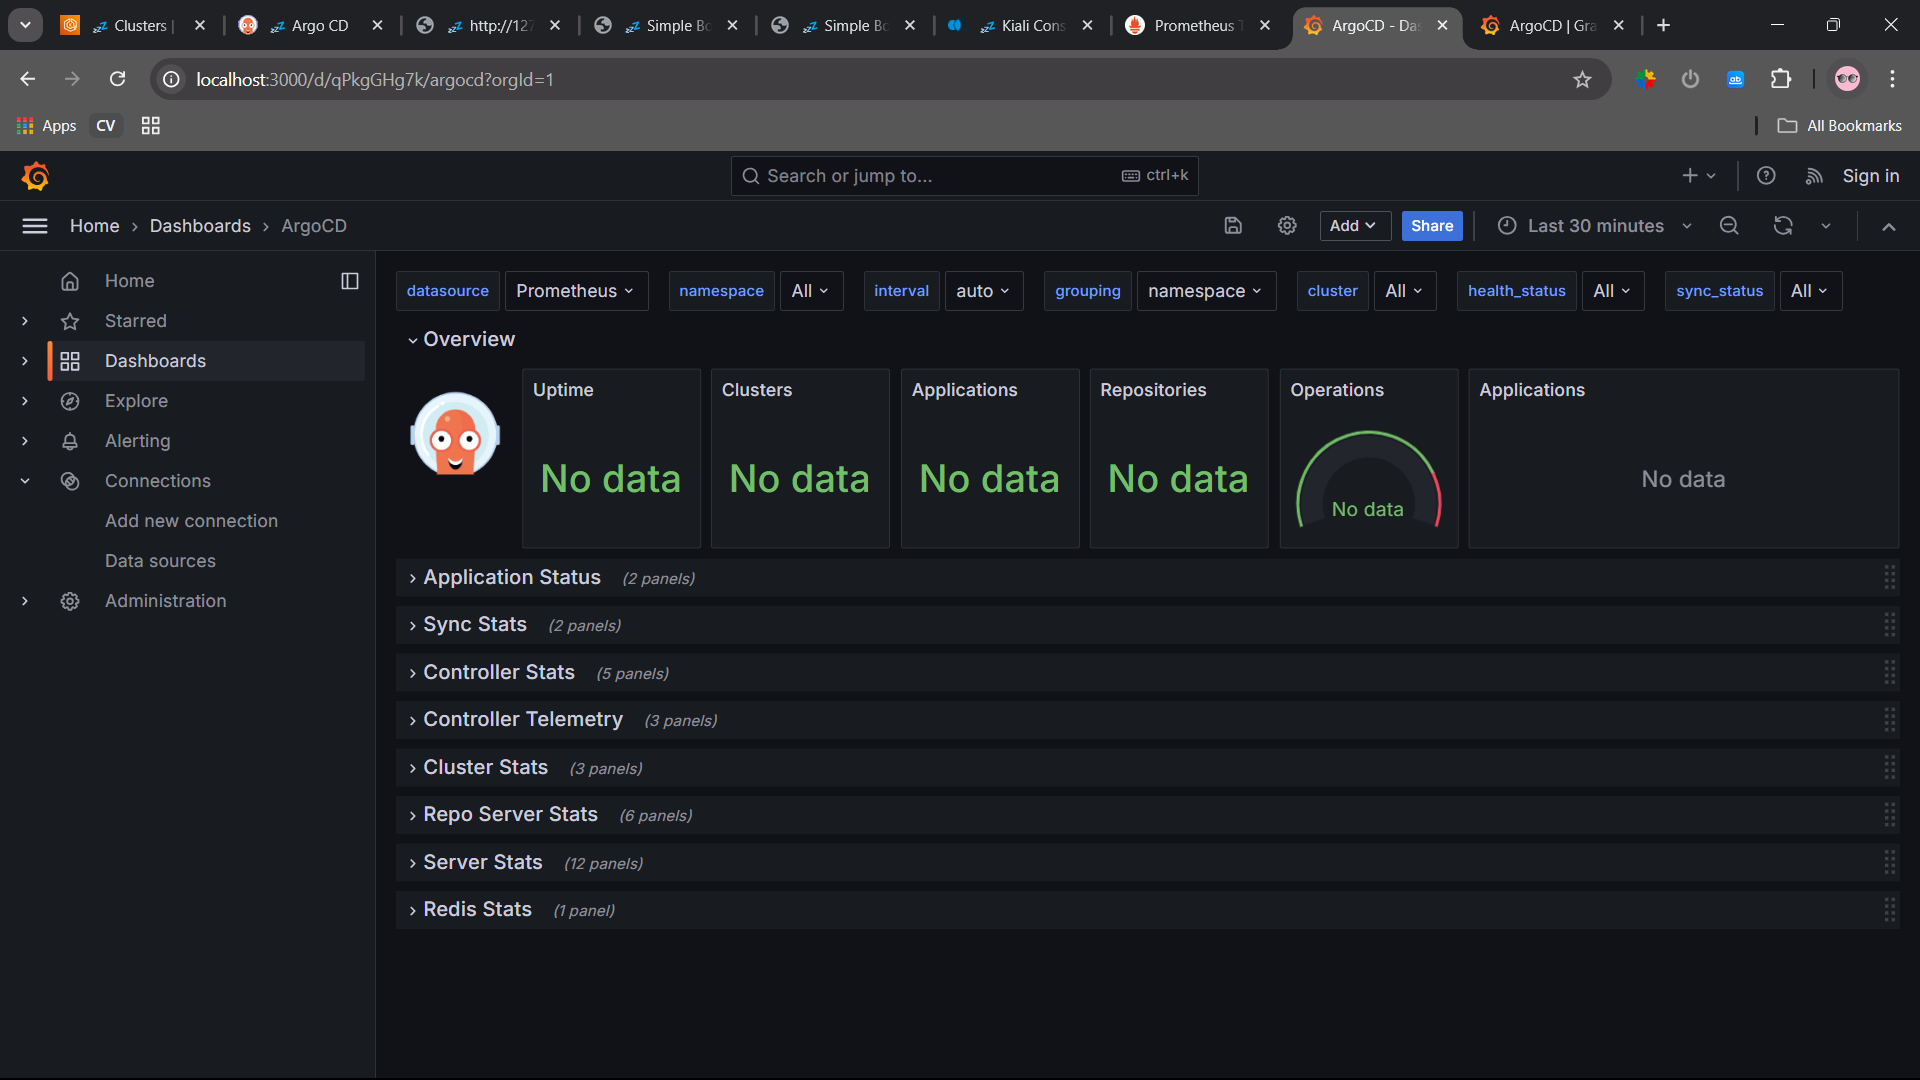 Clusters |
Argo CD
http://127
Simple Bo
Simple Bo
Kiali Cons
Prometheus T
ArgoCD - Das
ArgoCD | Gra
localhost:3000/d/qPkgGHg7k/argocd?orgId=1
Apps
CV
All Bookmarks
Search or jump to...
ctrl+k
Sign in
Home › Dashboards › ArgoCD
Add
Share
Last 30 minutes
Home
Starred
Dashboards
Explore
Alerting
Connections
Add new connection
Data sources
Administration
datasource Prometheus
namespace All
interval auto
grouping namespace
cluster All
health_status All
sync_status All
Overview
Uptime
No data
Clusters
No data
Applications
No data
Repositories
No data
Operations
No data
Applications
No data
Application Status (2 panels)
Sync Stats (2 panels)
Controller Stats (5 panels)
Controller Telemetry (3 panels)
Cluster Stats (3 panels)
Repo Server Stats (6 panels)
Server Stats (12 panels)
Redis Stats (1 panel)